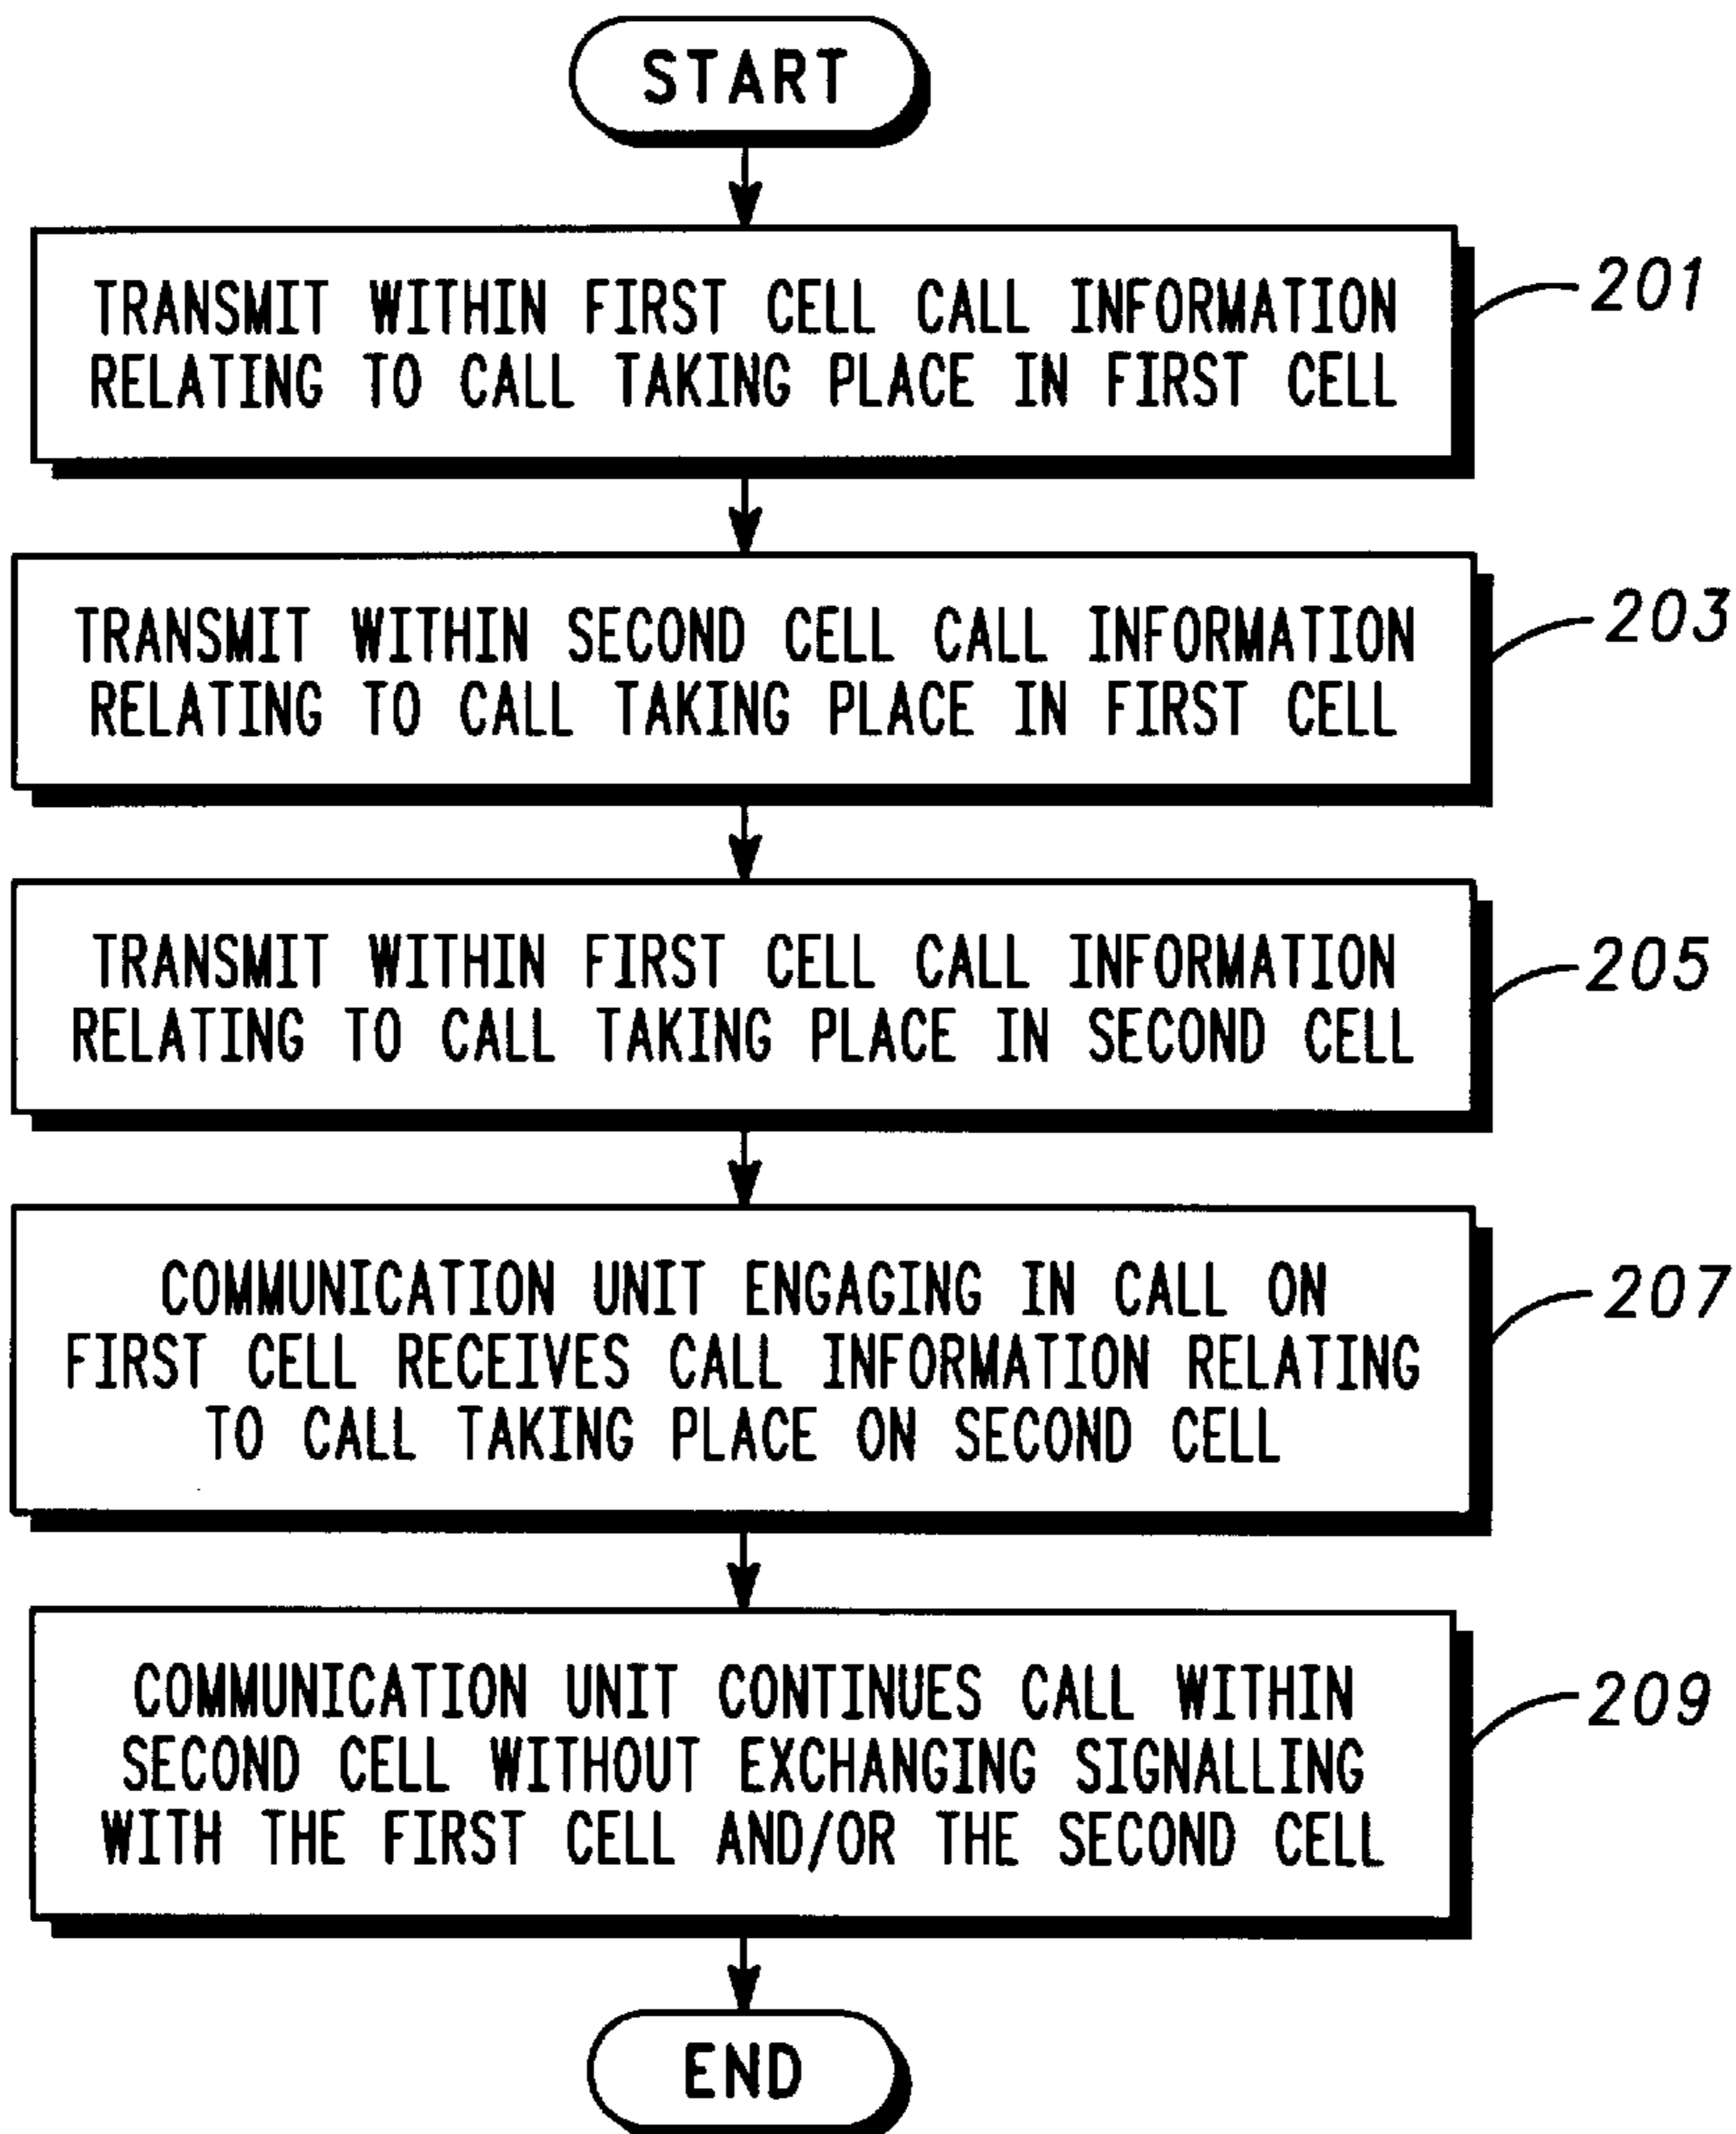 START
TRANSMIT WITHIN FIRST CELL CALL INFORMATION
RELATING TO CALL TAKING PLACE IN FIRST CELL
201
TRANSMIT WITHIN SECOND CELL CALL INFORMATION
RELATING TO CALL TAKING PLACE IN FIRST CELL
203
TRANSMIT WITHIN FIRST CELL CALL INFORMATION
RELATING TO CALL TAKING PLACE IN SECOND CELL
205
COMMUNICATION UNIT ENGAGING IN CALL ON
FIRST CELL RECEIVES CALL INFORMATION RELATING
TO CALL TAKING PLACE ON SECOND CELL
207
COMMUNICATION UNIT CONTINUES CALL WITHIN
SECOND CELL WITHOUT EXCHANGING SIGNALLING
WITH THE FIRST CELL AND/OR THE SECOND CELL
209
END